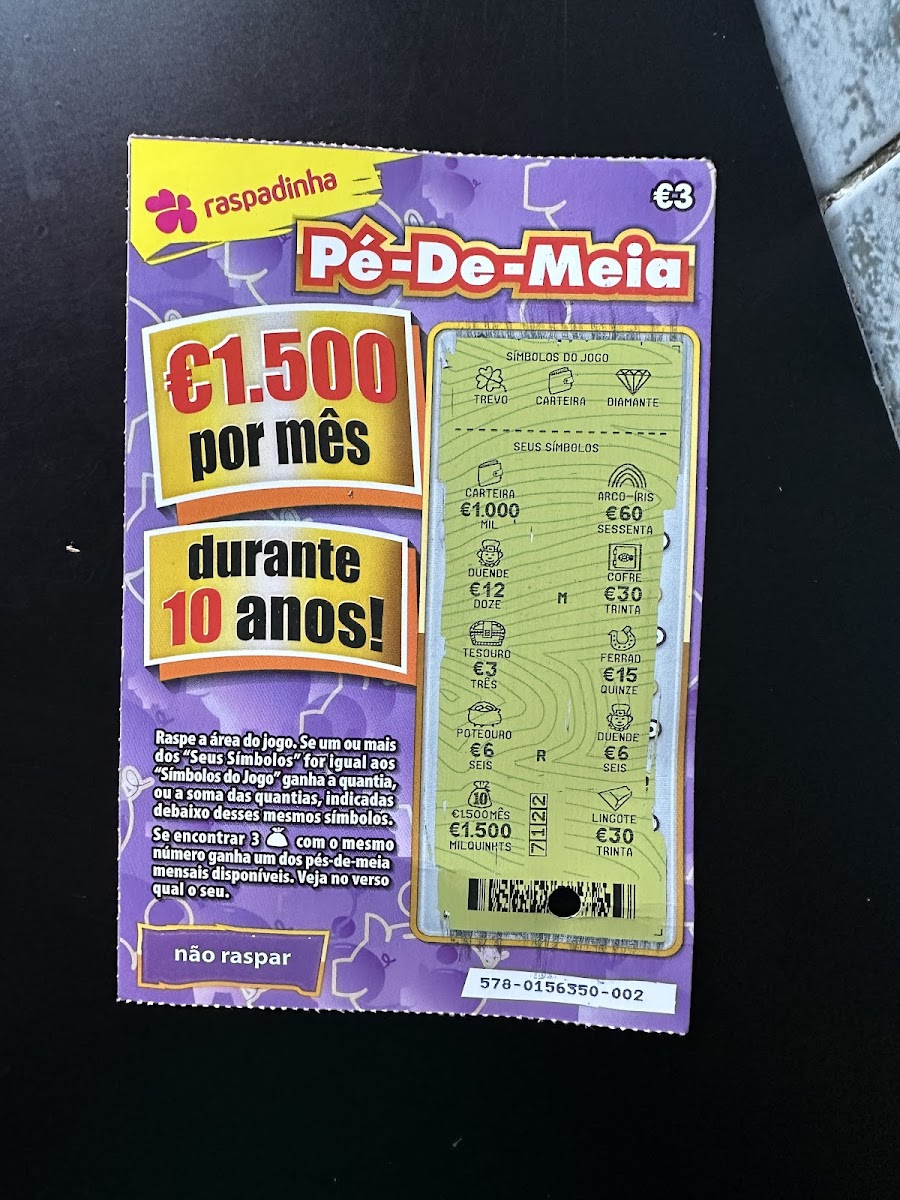 raspadinha
€3
Pé-De-Meia
€1.500
por mês
durante
10 anos!
Raspe a área do jogo. Se um ou mais
dos “Seus Símbolos” for igual aos
“Símbolos do Jogo” ganha a quantia,
ou a soma das quantias, indicadas
debaixo desses mesmos símbolos.
Se encontrar 3 com o mesmo
número ganha um dos pés-de-meia
mensais disponíveis. Veja no verso
qual o seu.
não raspar
SÍMBOLOS DO JOGO
TREVO CARTEIRA DIAMANTE
SEUS SÍMBOLOS
CARTEIRA ARCO-ÍRIS
€1.000 €60
MIL SESSENTA
DUENDE COFRE
€12 M €30
DOZE TRINTA
TESOURO FERRAD
€3 €15
TRÊS QUINZE
POTEOURO DUENDE
€6 R €6
SEIS SEIS
10
€1.500MÊS LINGOTE
€1.500 €30
MILQUINHTS TRINTA
7122
578-0156350-002